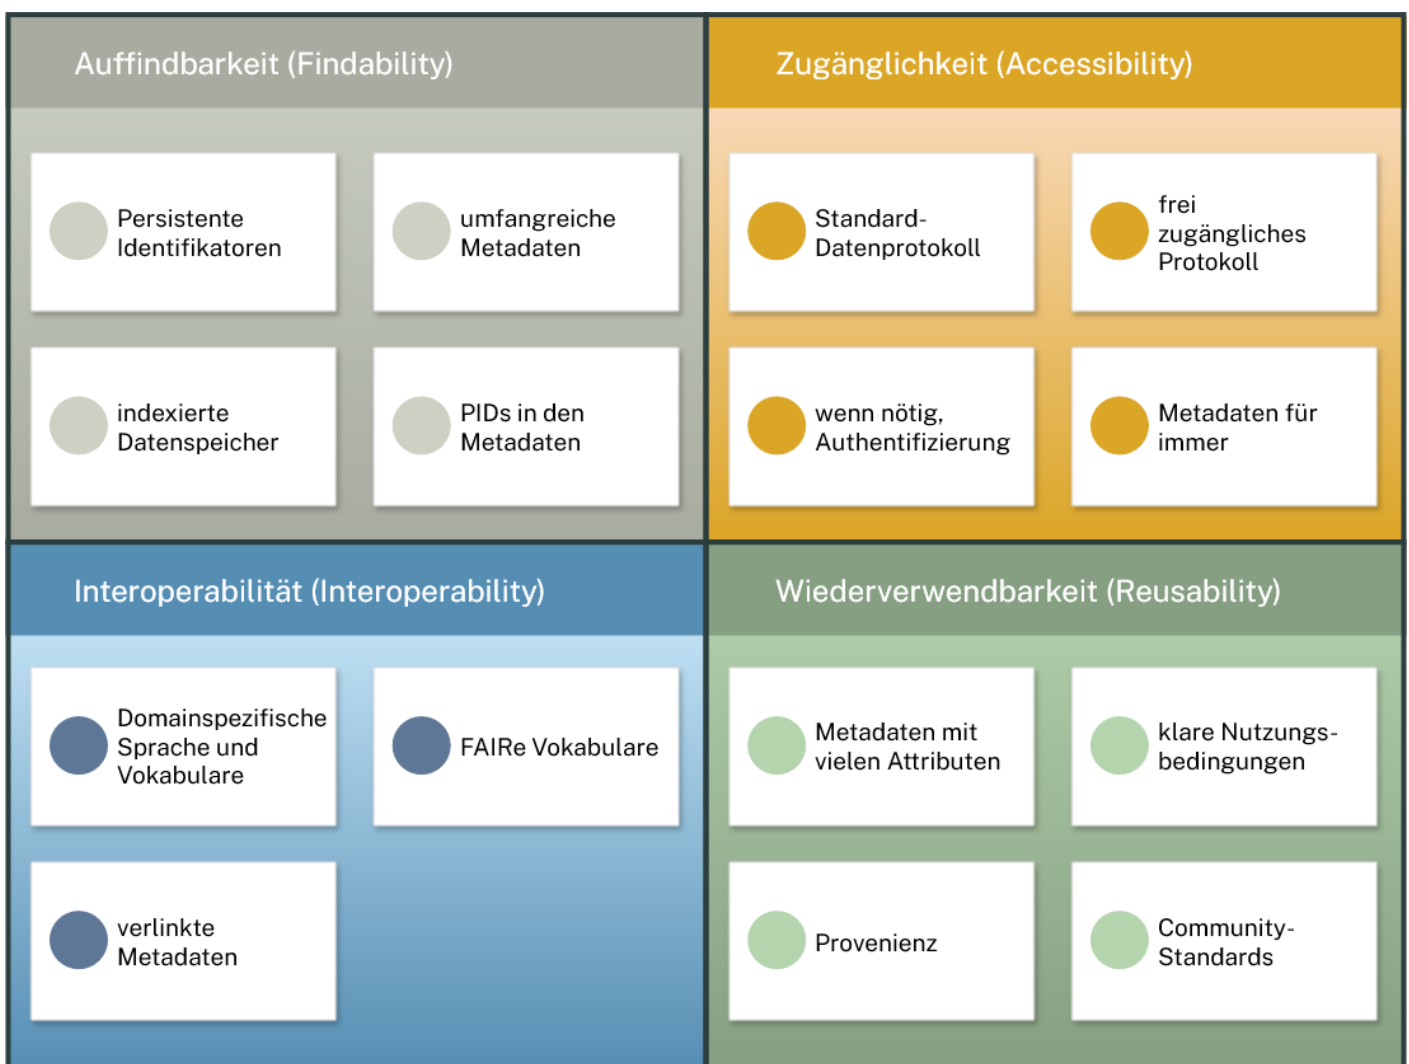 Auffindbarkeit (Findability)
Persistente
Identifikatoren
umfangreiche
Metadaten
indexierte
Datenspeicher
PIDs in den
Metadaten
Zugänglichkeit (Accessibility)
Standard-
Datenprotokoll
frei
zugängliches
Protokoll
wenn nötig,
Authentifizierung
Metadaten für
immer
Interoperabilität (Interoperability)
Domainspezifische
Sprache und
Vokabulare
FAIRe Vokabulare
verlinkte
Metadaten
Wiederverwendbarkeit (Reusability)
Metadaten mit
vielen Attributen
klare Nutzungs-
bedingungen
Provenienz
Community-
Standards